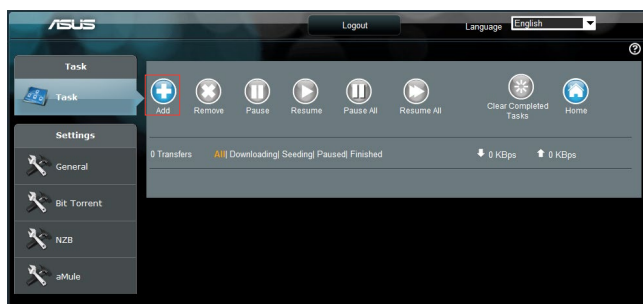 ASUS
Logout
Language English
?
Task
Task
Add Remove Pause Resume Pause All Resume All Clear Completed Tasks Home
Settings
0 Transfers All| Downloading| Seeding| Paused| Finished 0 KBps 0 KBps
General
Bit Torrent
NZB
aMule